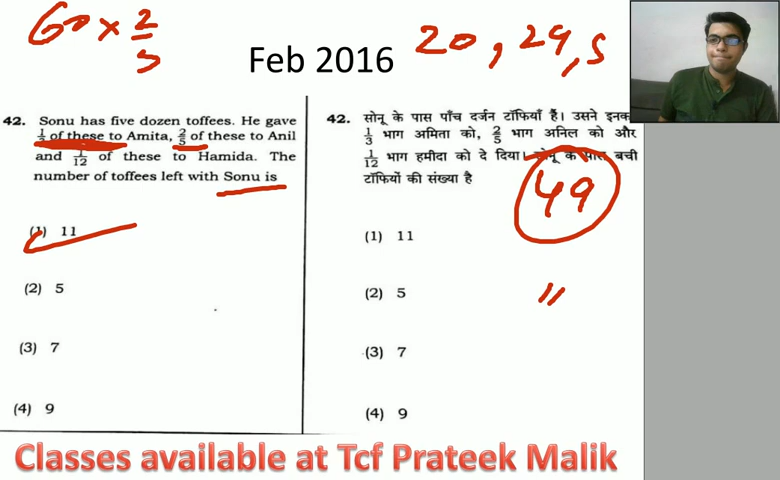 60 × 2/5
Feb 2016
20, 24, 5
42. Sonu has five dozen toffees. He gave
1/3 of these to Amita, 2/5 of these to Anil
and 1/12 of these to Hamida. The
number of toffees left with Sonu is
(1) 11
(2) 5
(3) 7
(4) 9
42. सोनू के पास पाँच दर्जन टॉफियाँ हैं। उसने इनका
1/3 भाग अमिता को, 2/5 भाग अनिल को और
1/12 भाग हमीदा को दे दिया। सोनू के पास बची
टॉफियों की संख्या है
49
(1) 11
(2) 5
11
(3) 7
(4) 9
Classes available at Tcf Prateek Malik